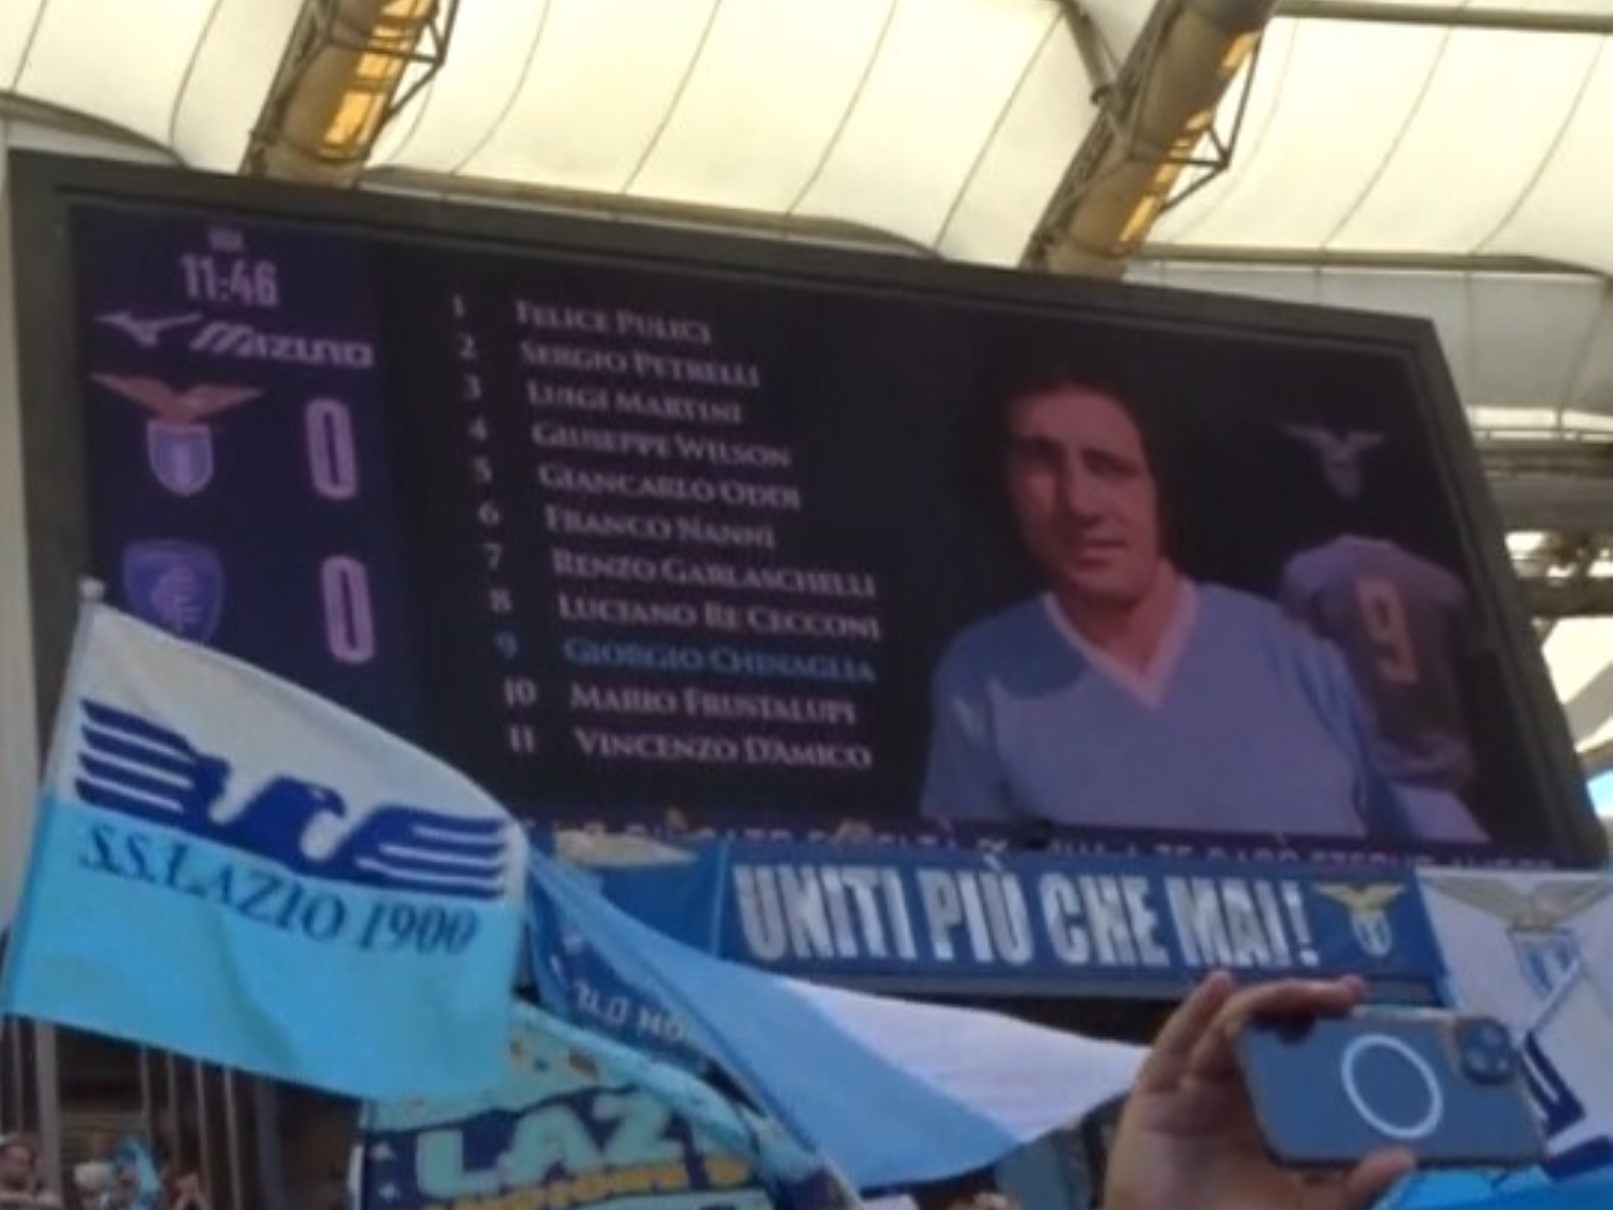 11:46
MIZUNO
0
0
1 FELICE PULICI
2 SERGIO PETRELLI
3 LUIGI MARTINI
4 GIUSEPPE WILSON
5 GIANCARLO ODDI
6 FRANCO NANNI
7 RENZO GARLASCHELLI
8 LUCIANO RE CECCONI
9 GIORGIO CHINAGLIA
10 MARIO FRUSTALUPI
11 VINCENZO D'AMICO
9
UNITI PIÙ CHE MAI!
S.S.LAZIO 1900
LAZ